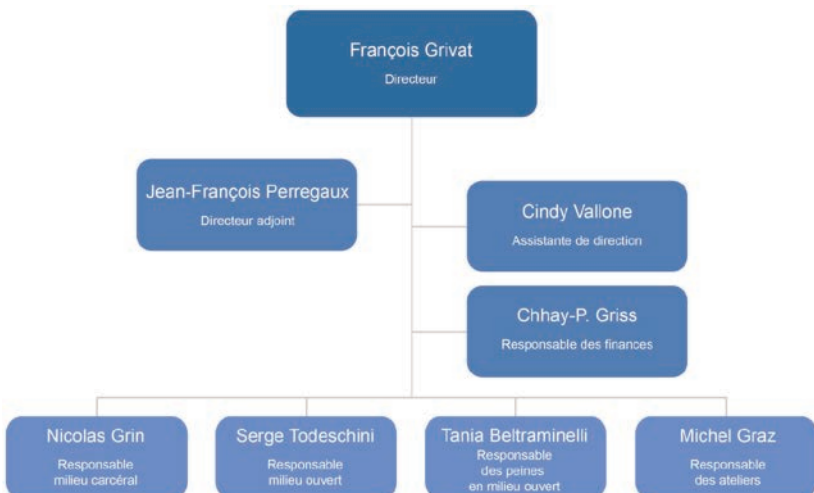 François Grivat
Directeur
Jean-François Perregaux
Directeur adjoint
Cindy Vallone
Assistante de direction
Chhay-P. Griss
Responsable des finances
Nicolas Grin
Responsable
milieu carcéral
Serge Todeschini
Responsable
milieu ouvert
Tania Beltraminelli
Responsable
des peines
en milieu ouvert
Michel Graz
Responsable
des ateliers